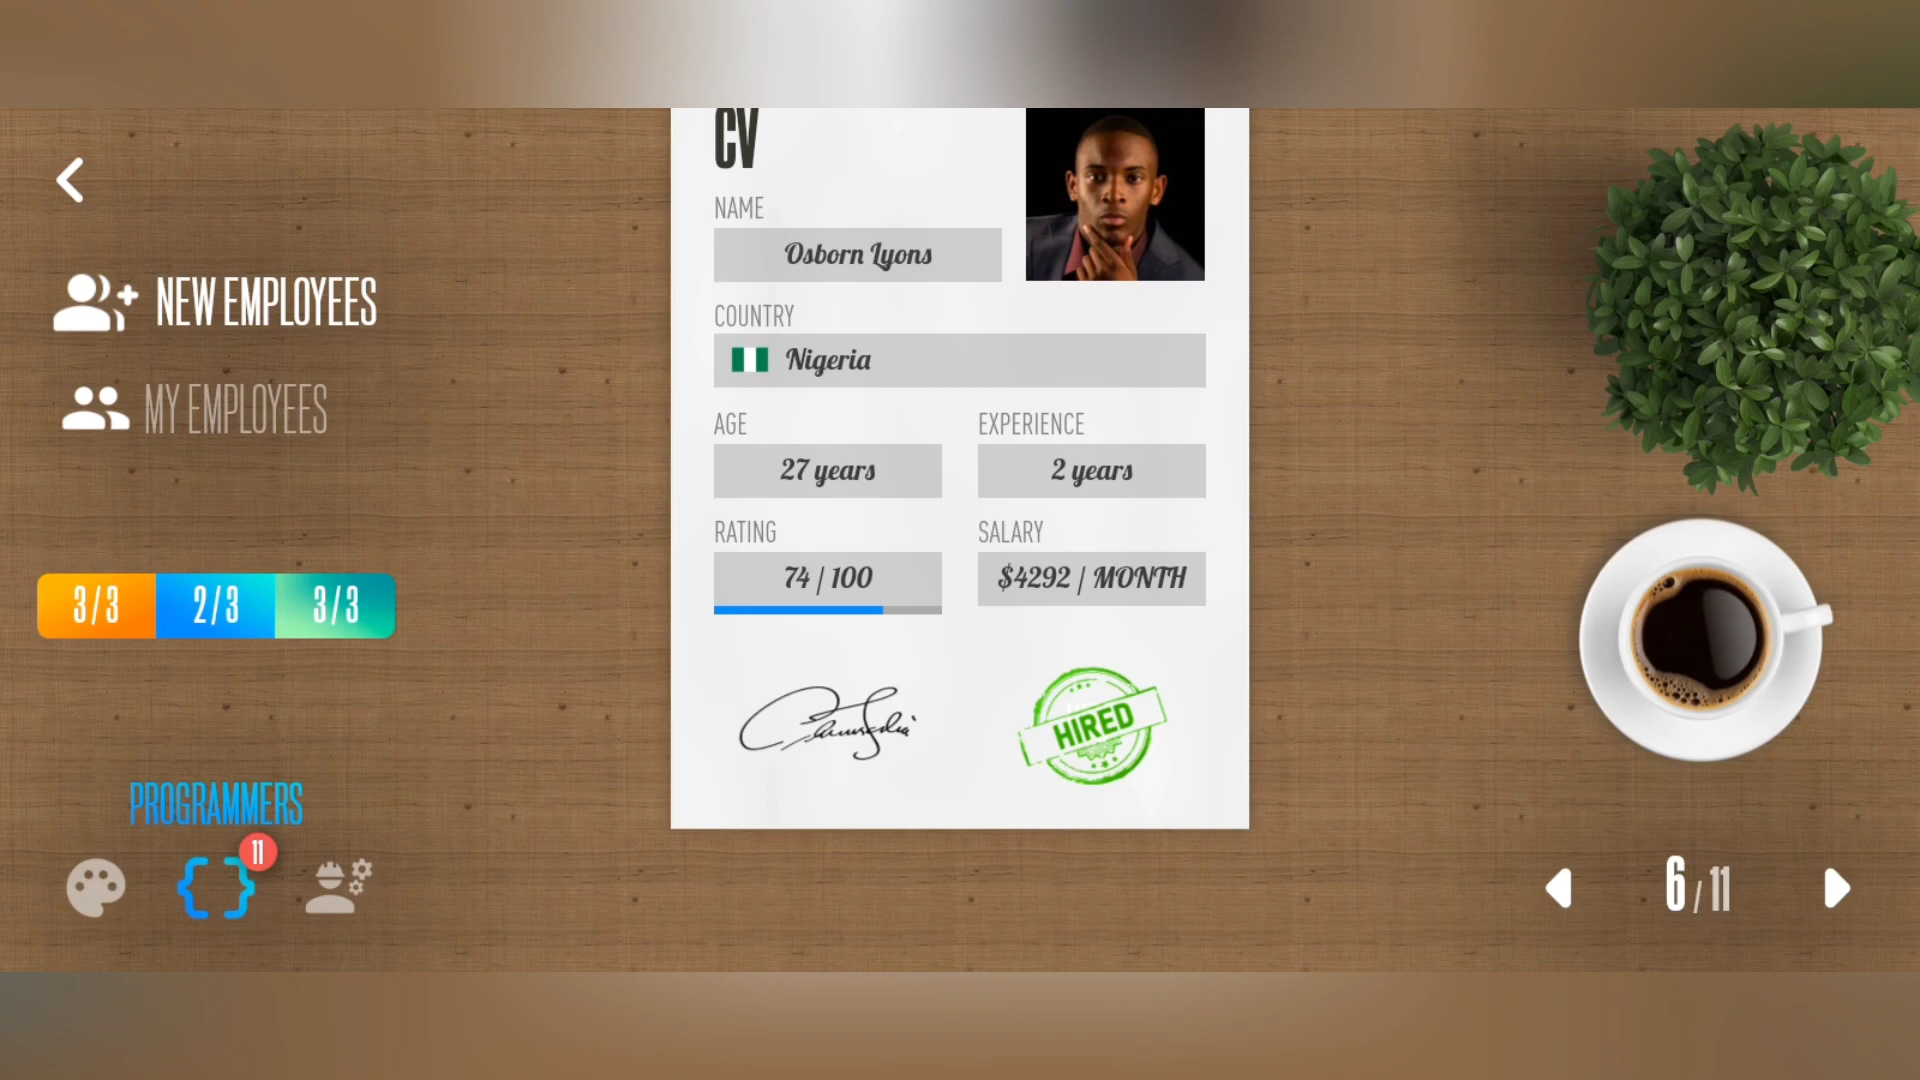 CV
NAME
Osborn Lyons
COUNTRY
Nigeria
AGE
EXPERIENCE
27 years
2 years
RATING
SALARY
74 / 100
$4292 / MONTH
HIRED
NEW EMPLOYEES
MY EMPLOYEES
3/3
2/3
3/3
PROGRAMMERS
11
6 / 11